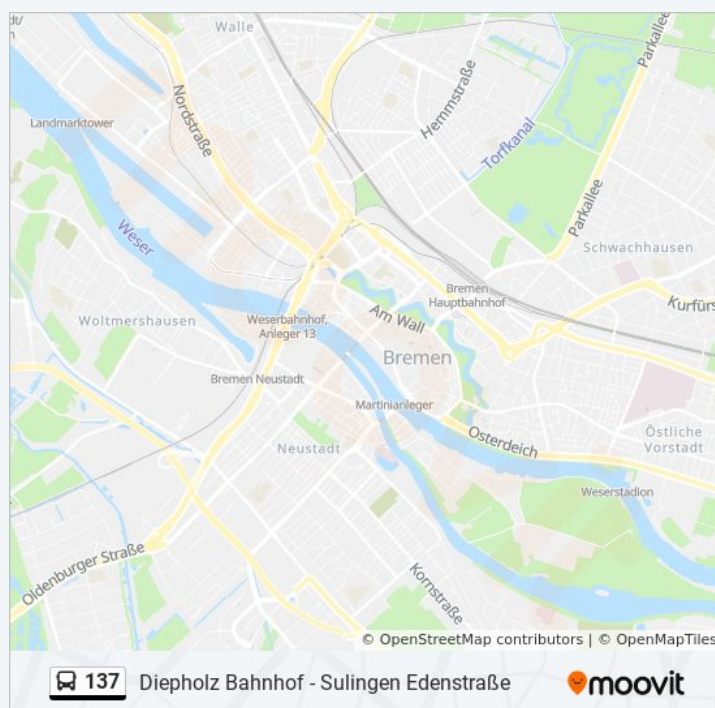 dt/
Walle
Parkallee
Hemmstraße
Nordstraße
Landmarktower
Torfkanal
Parkallee
Weser
Schwachhausen
Bremen
Hauptbahnhof
Kurfürs
Woltmershausen
Weserbahnhof,
Anleger 13
Am Wall
Bremen
Bremen Neustadt
Martinianleger
Osterdeich
Östliche
Vorstadt
Neustadt
Weserstadion
Oldenburger Straße
Kornstraße
© OpenStreetMap contributors | © OpenMapTiles
137 Diepholz Bahnhof - Sulingen Edenstraße
moovit